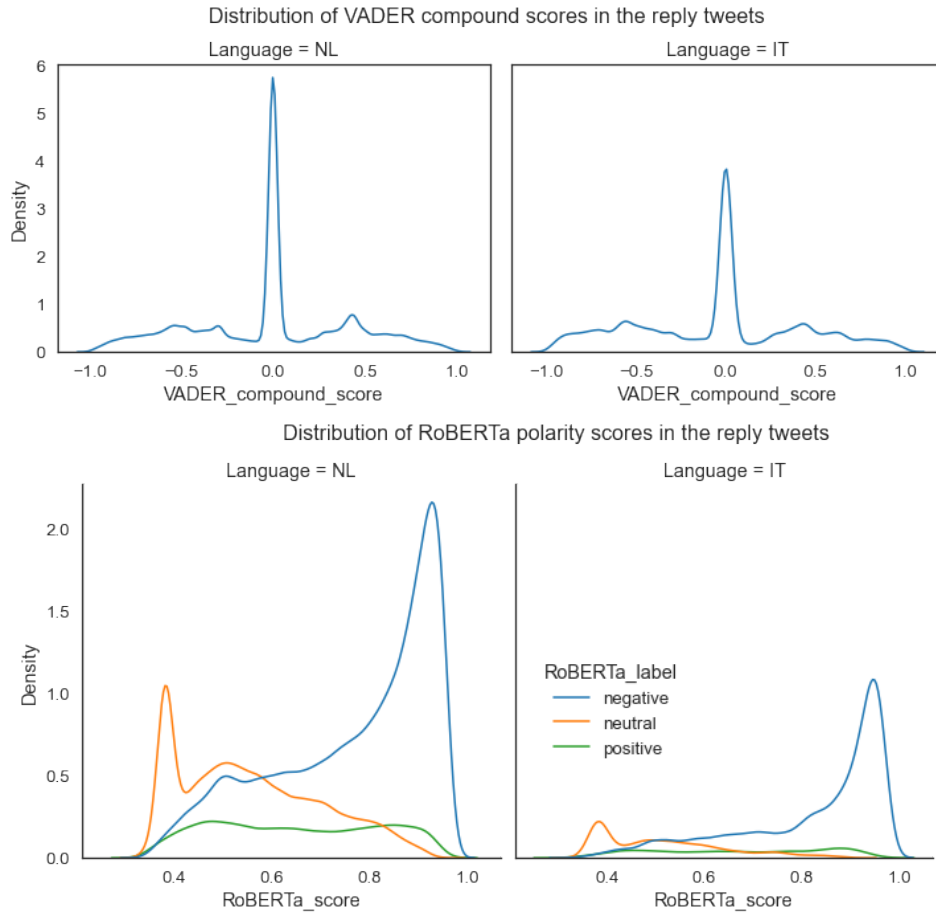 Distribution of VADER compound scores in the reply tweets
Language = NL
Language = IT
6
5
4
3
2
1
0
Density
−1.0
−0.5
0.0
0.5
1.0
VADER_compound_score
−1.0
−0.5
0.0
0.5
1.0
VADER_compound_score
Distribution of RoBERTa polarity scores in the reply tweets
Language = NL
Language = IT
2.0
1.5
1.0
0.5
0.0
Density
RoBERTa_label
negative
neutral
positive
0.4
0.6
0.8
1.0
RoBERTa_score
0.4
0.6
0.8
1.0
RoBERTa_score